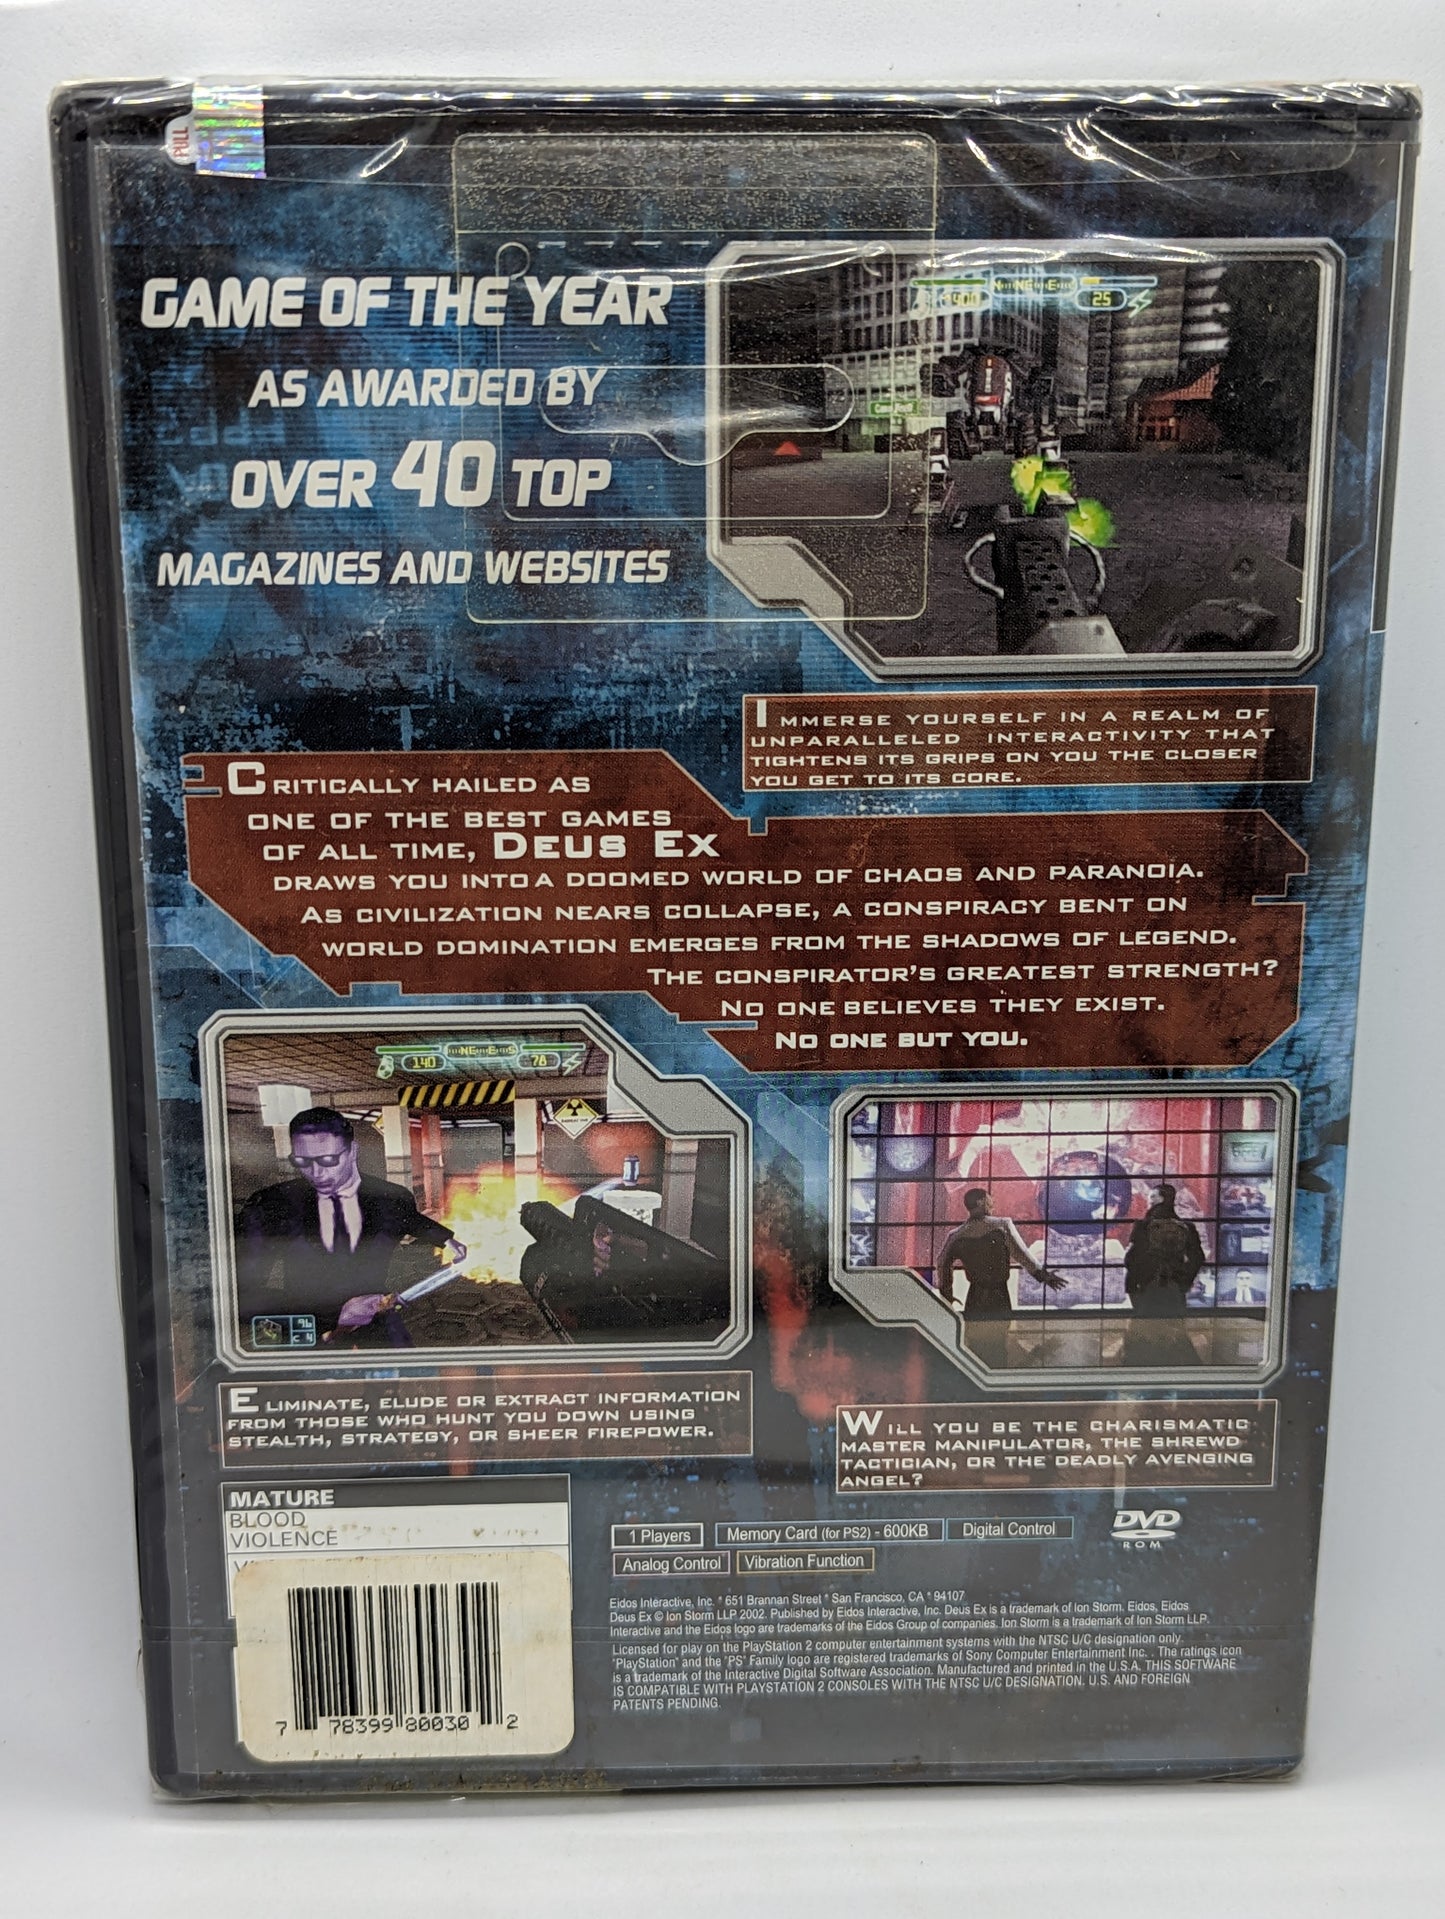 GAME OF THE YEAR
AS AWARDED BY
OVER 40 TOP
MAGAZINES AND WEBSITES
N NE E
25
IMMERSE YOURSELF IN A REALM OF
UNPARALLELED INTERACTIVITY THAT
TIGHTENS ITS GRIPS ON YOU THE CLOSER
YOU GET TO ITS CORE.
CRITICALLY HAILED AS
ONE OF THE BEST GAMES
OF ALL TIME, DEUS EX
DRAWS YOU INTO A DOOMED WORLD OF CHAOS AND PARANOIA.
AS CIVILIZATION NEARS COLLAPSE, A CONSPIRACY BENT ON
WORLD DOMINATION EMERGES FROM THE SHADOWS OF LEGEND.
THE CONSPIRATOR'S GREATEST STRENGTH?
NO ONE BELIEVES THEY EXIST.
NO ONE BUT YOU.
140 NE E S 78
96
C 4
ELIMINATE, ELUDE OR EXTRACT INFORMATION
FROM THOSE WHO HUNT YOU DOWN USING
STEALTH, STRATEGY, OR SHEER FIREPOWER.
WILL YOU BE THE CHARISMATIC
MASTER MANIPULATOR, THE SHREWD
TACTICIAN, OR THE DEADLY AVENGING
ANGEL?
MATURE
BLOOD
VIOLENCE
7 78399 80030 2
1 Players Memory Card (for PS2) - 600KB Digital Control
Analog Control Vibration Function
DVD
ROM
Eidos Interactive, Inc. * 651 Brannan Street * San Francisco, CA * 94107
Deus Ex © Ion Storm LLP 2002. Published by Eidos Interactive, Inc. Deus Ex is a trademark of Ion Storm. Eidos, Eidos
Interactive and the Eidos logo are trademarks of the Eidos Group of companies. Ion Storm is a trademark of Ion Storm LLP.
Licensed for play on the PlayStation 2 computer entertainment systems with the NTSC U/C designation only.
"PlayStation" and the "PS" Family logo are registered trademarks of Sony Computer Entertainment Inc. . The ratings icon
is a trademark of the Interactive Digital Software Association. Manufactured and printed in the U.S.A. THIS SOFTWARE
IS COMPATIBLE WITH PLAYSTATION 2 CONSOLES WITH THE NTSC U/C DESIGNATION. U.S. AND FOREIGN
PATENTS PENDING.